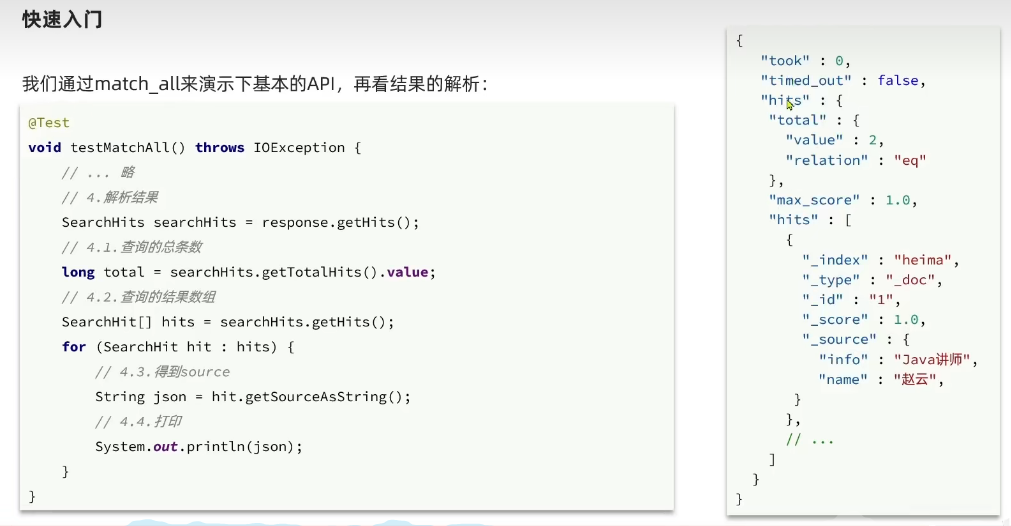 快速入门
我们通过match_all来演示下基本的API，再看结果的解析：
@Test
void testMatchAll() throws IOException {
    // ... 略
    // 4.解析结果
    SearchHits searchHits = response.getHits();
    // 4.1.查询的总条数
    long total = searchHits.getTotalHits().value;
    // 4.2.查询的结果数组
    SearchHit[] hits = searchHits.getHits();
    for (SearchHit hit : hits) {
        // 4.3.得到source
        String json = hit.getSourceAsString();
        // 4.4.打印
        System.out.println(json);
    }
}
{
   "took" : 0,
   "timed_out" : false,
   "hits" : {
    "total" : {
      "value" : 2,
      "relation" : "eq"
    },
    "max_score" : 1.0,
    "hits" : [
      {
        "_index" : "heima",
        "_type" : "_doc",
        "_id" : "1",
        "_score" : 1.0,
        "_source" : {
          "info" : "Java讲师",
          "name" : "赵云",
       }
      },
      // ...
    ]
  }
}